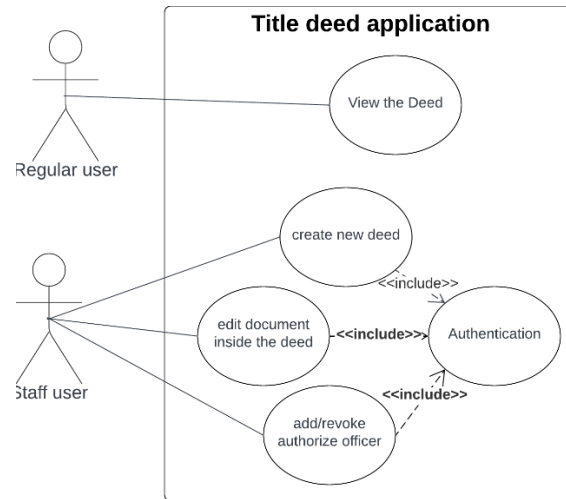 Title deed application
View the Deed
Regular user
create new deed
<<include>>
edit document
inside the deed
<<include>>
Authentication
Staff user
<<include>>
add/revoke
authorize officer